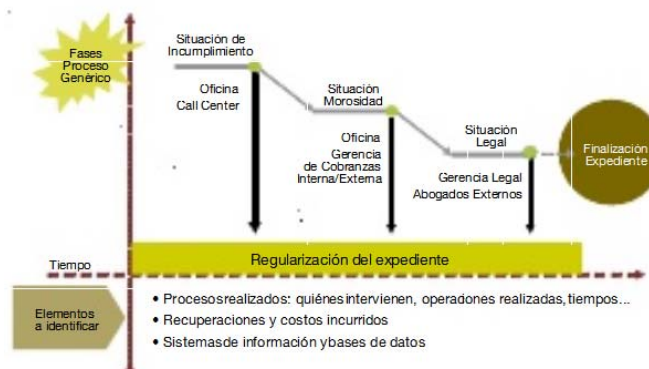 Fases
Proceso
Genérico
Situación de
Incumplimiento
Oficina
Call Center
Situación
Morosidad
Oficina
Gerencia
de Cobranzas
Interna/Externa
Situación
Legal
Gerencia Legal
Abogados Externos
Finalización
Expediente
Tiempo
Regularización del expediente
Elementos
a identificar
• Procesosrealizados: quiénesintervienen, operadones realizadas,tiempos...
• Recuperaciones y costos incurridos
• Sistemasde información ybases de datos